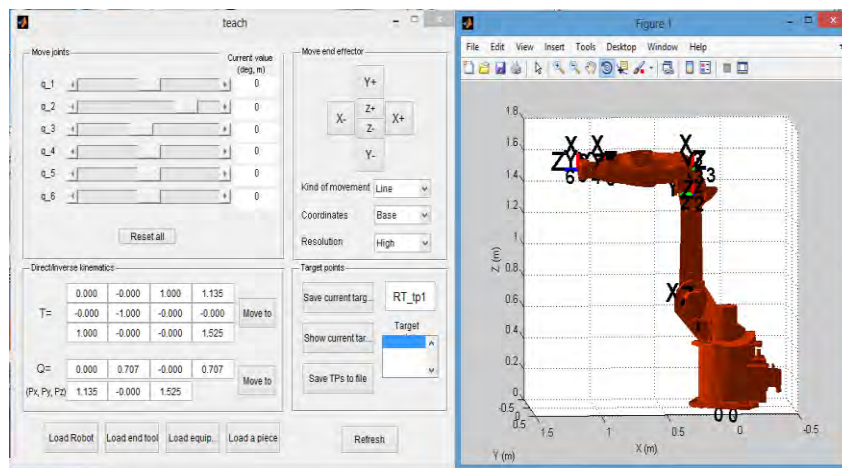 teach
Move joints
Current value
(deg, m)
q_1 0
q_2 0
q_3 0
q_4 0
q_5 0
q_6 0
Reset all
Move end effector
Y+
X- Z+ X+
Z-
Y-
Kind of movement Line
Coordinates Base
Resolution High
Direct/Inverse kinematics
T=
0.000 -0.000 1.000 1.135
-0.000 -1.000 -0.000 -0.000
1.000 -0.000 -0.000 1.525
Move to
Q= 0.000 0.707 -0.000 0.707
(Px, Py, Pz) 1.135 -0.000 1.525
Move to
Target points
Save current targ... RT_tp1
Show current tar... Target
Save TPs to file
Load Robot Load end tool Load equip... Load a piece Refresh
Figure 1
File Edit View Insert Tools Desktop Window Help
1.8
1.6
1.4
1.2
1
0.8
0.6
0.4
0.2
0
Z (m)
X X X
-0.5 0 0.5 1.5 1 0.5 0 -0.5
Y (m) X (m)
0 0